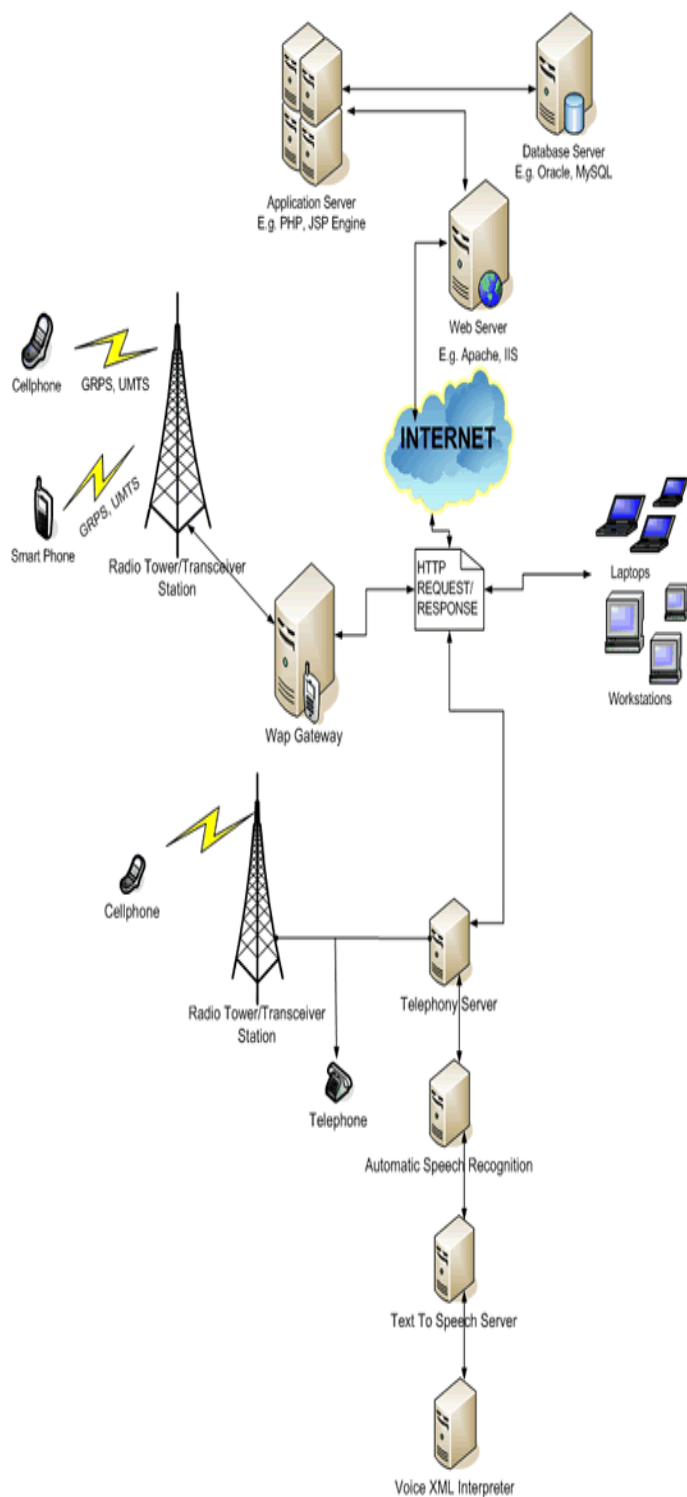 Application Server
E.g. PHP, JSP Engine
Database Server
E.g. Oracle, MySQL
Web Server
E.g. Apache, IIS
Cellphone
GRPS, UMTS
INTERNET
Smart Phone
GRPS, UMTS
Radio Tower/Transceiver
Station
HTTP
REQUEST/
RESPONSE
Laptops
Workstations
Wap Gateway
Cellphone
Radio Tower/Transceiver
Station
Telephony Server
Telephone
Automatic Speech Recognition
Text To Speech Server
Voice XML Interpreter